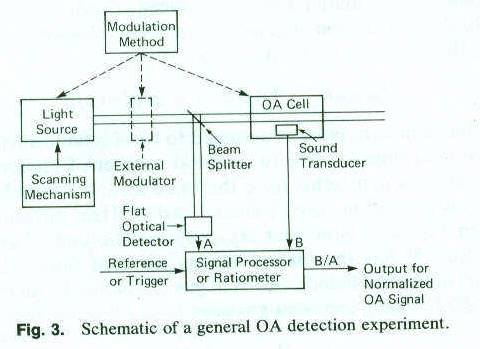 Modulation
Method
Light
Source
OA Cell
Beam
Splitter
Sound
Transducer
External
Modulator
Scanning
Mechanism
Flat
Optical
Detector
A
B
Reference
or Trigger
Signal Processor
or Ratiometer
B/A
Output for
Normalized
OA Signal
Fig. 3. Schematic of a general OA detection experiment.